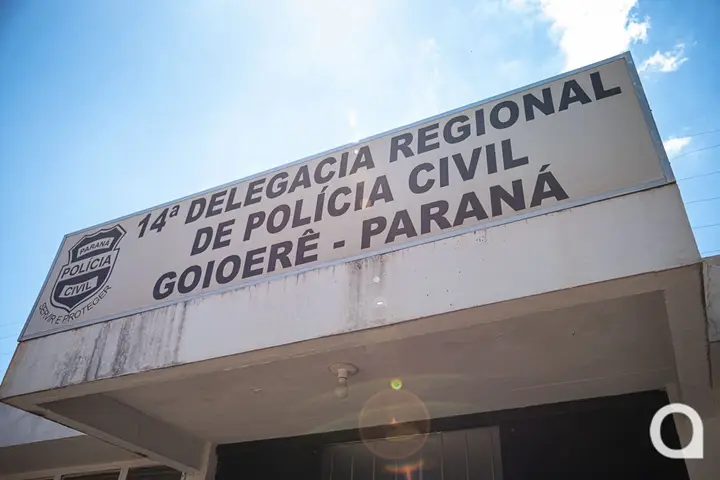 14ª DELEGACIA REGIONAL
DE POLÍCIA CIVIL
GOIOERÊ - PARANÁ
PARANÁ
POLÍCIA
CIVIL
SERVIR E PROTEGER
a